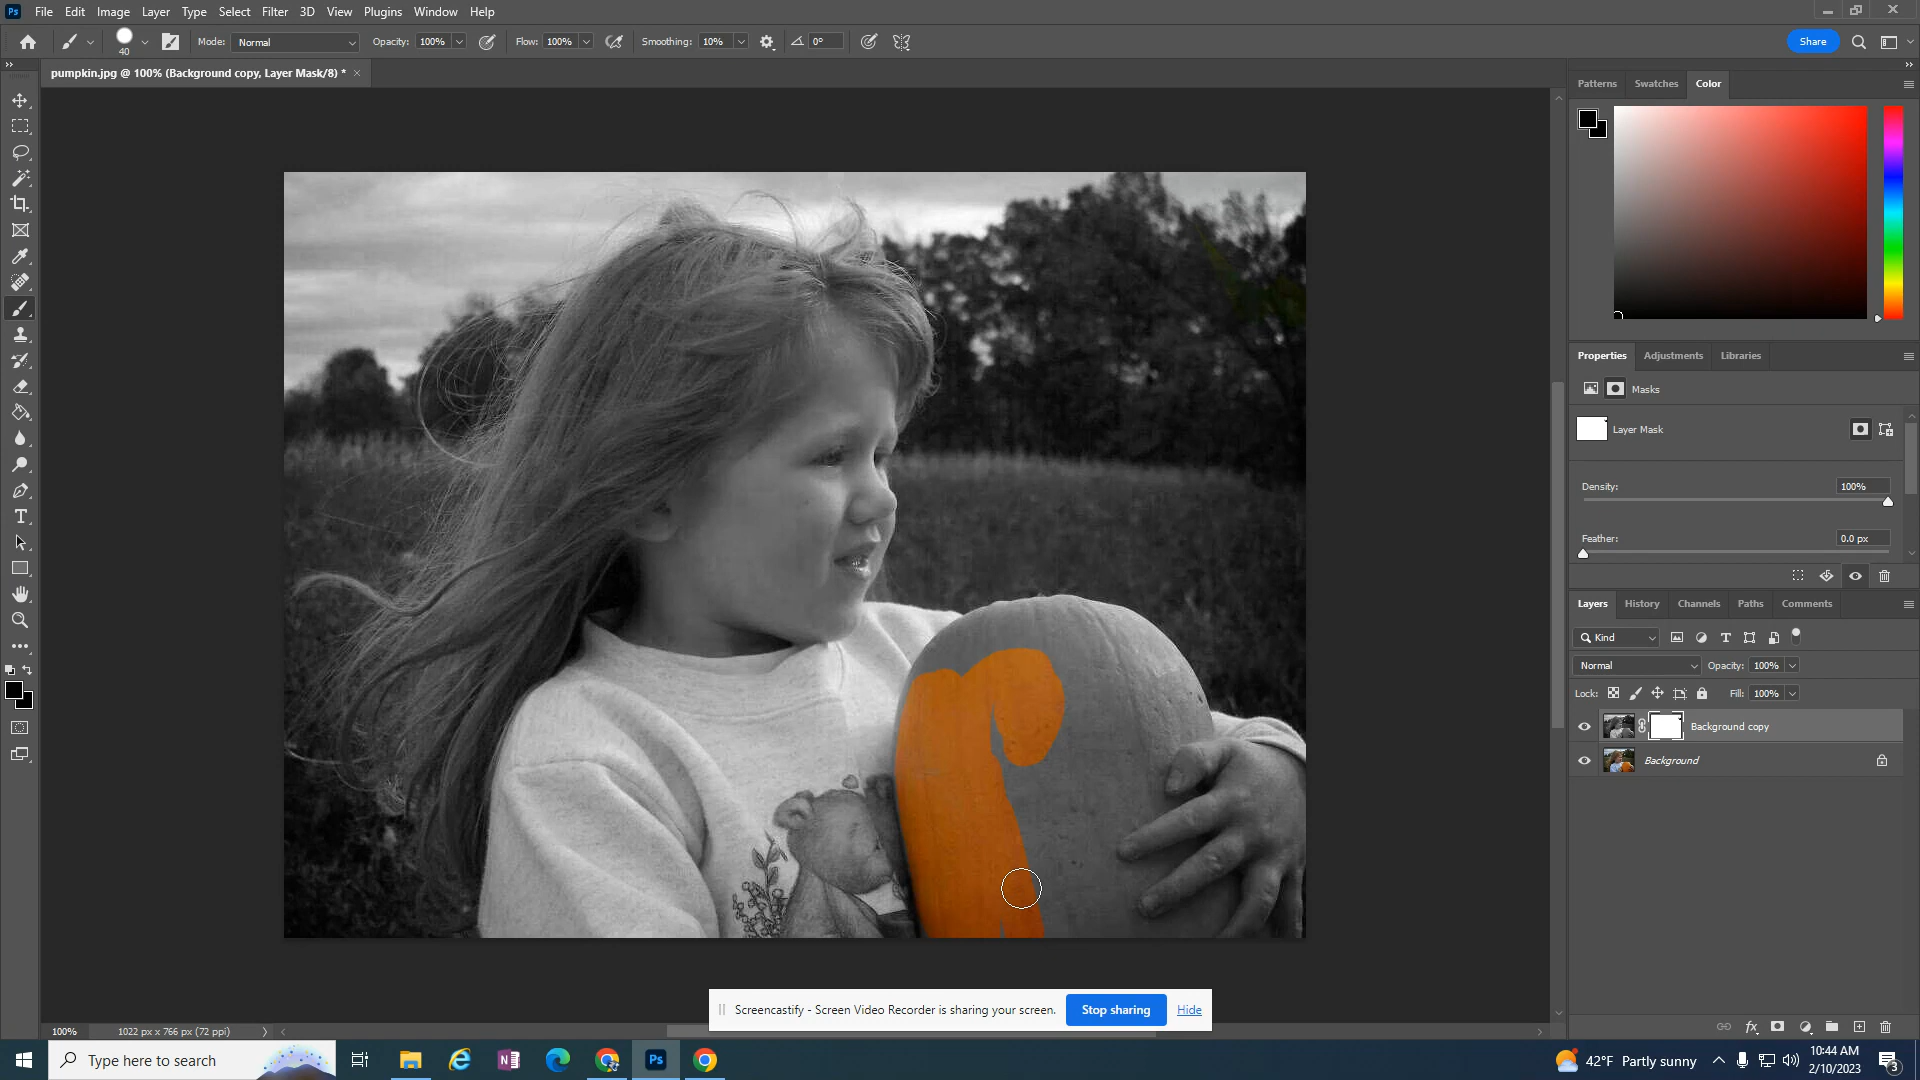 Ps File Edit Image Layer Type Select Filter 3D View Plugins Window Help
40 Mode: Normal Opacity: 100% Flow: 100% Smoothing: 10% 0° Share
pumpkin.jpg @ 100% (Background copy, Layer Mask/8) * ×
Patterns Swatches Color
Properties Adjustments Libraries
Masks
Layer Mask
Density: 100%
Feather: 0.0 px
Layers History Channels Paths Comments
Kind
Normal Opacity: 100%
Lock: Fill: 100%
Background copy
Background
Screencastify - Screen Video Recorder is sharing your screen. Stop sharing Hide
100% 1022 px x 766 px (72 ppi)
Type here to search
Ps
42°F Partly sunny
10:44 AM
2/10/2023
3